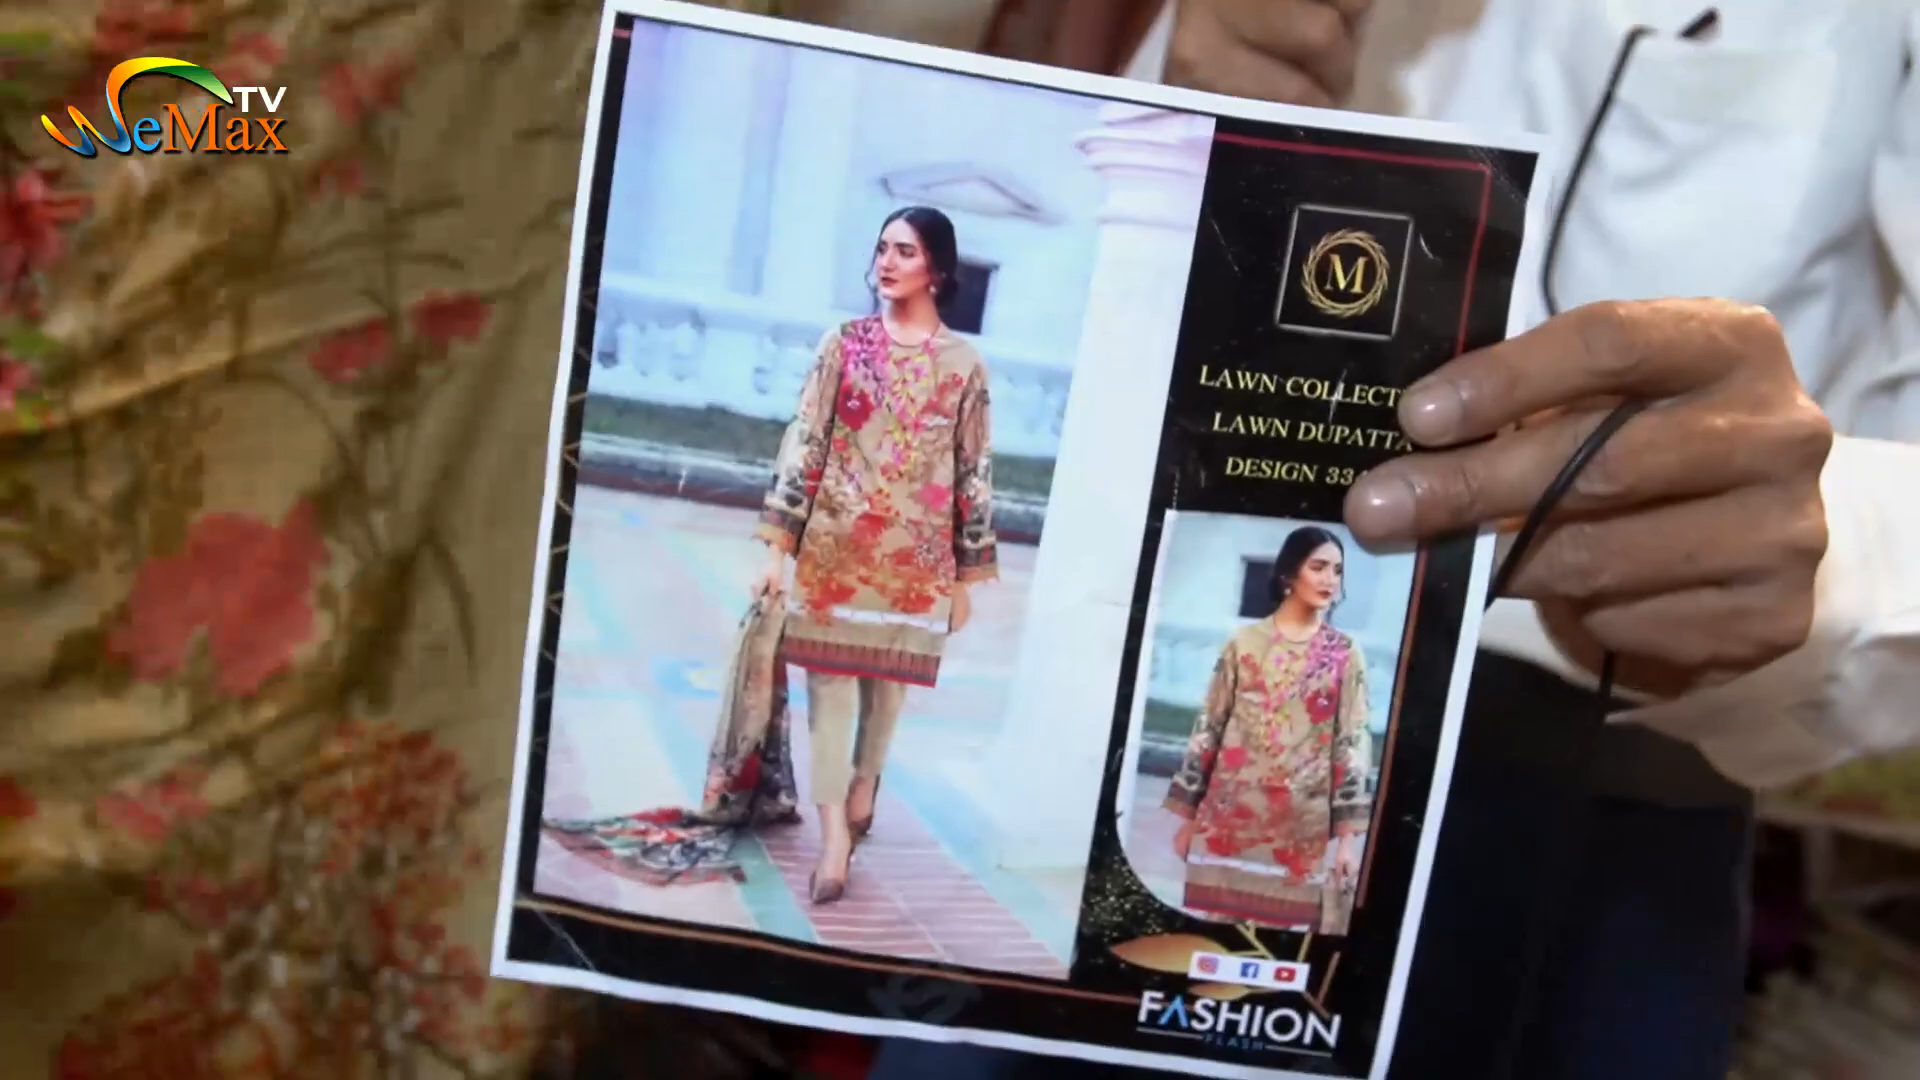 WeMax TV
M
LAWN COLLECT
LAWN DUPATTA
DESIGN 33
FASHION
FLASH